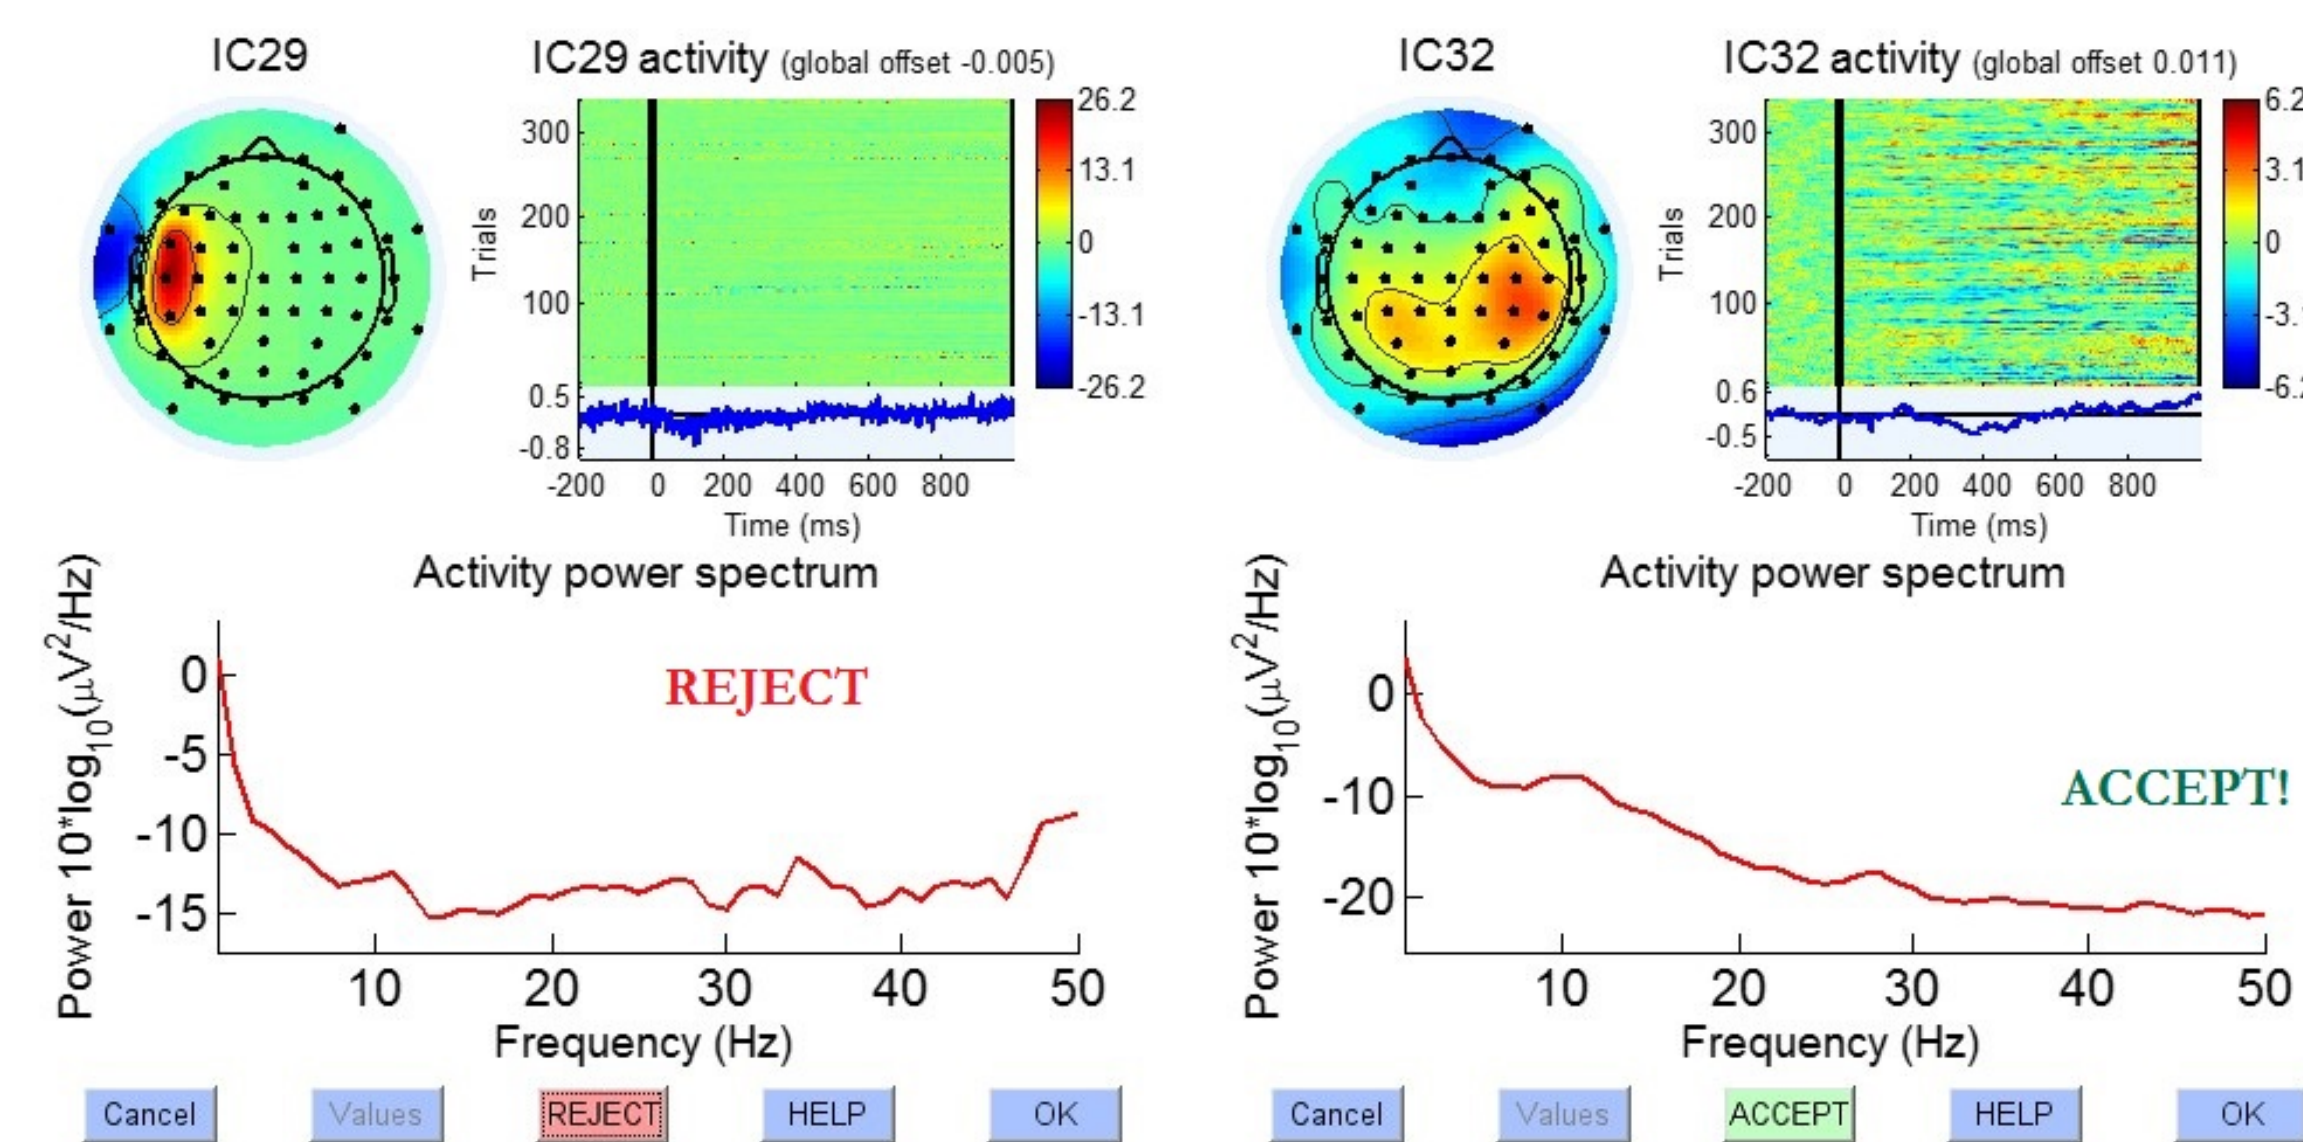 IC29
IC29 activity (global offset -0.005)
300
200
100
Trials
0.5
-0.8
-200 0 200 400 600 800
Time (ms)
26.2
13.1
0
-13.1
-26.2
Activity power spectrum
Power 10*log10(μV2/Hz)
0
-5
-10
-15
REJECT
10 20 30 40 50
Frequency (Hz)
Cancel Values REJECT HELP OK
IC32
IC32 activity (global offset 0.011)
300
200
100
Trials
0.6
-0.5
-200 0 200 400 600 800
Time (ms)
6.2
3.1
0
-3.
-6.2
Activity power spectrum
Power 10*log10(μV2/Hz)
0
-10
-20
ACCEPT!
10 20 30 40 50
Frequency (Hz)
Cancel Values ACCEPT HELP OK